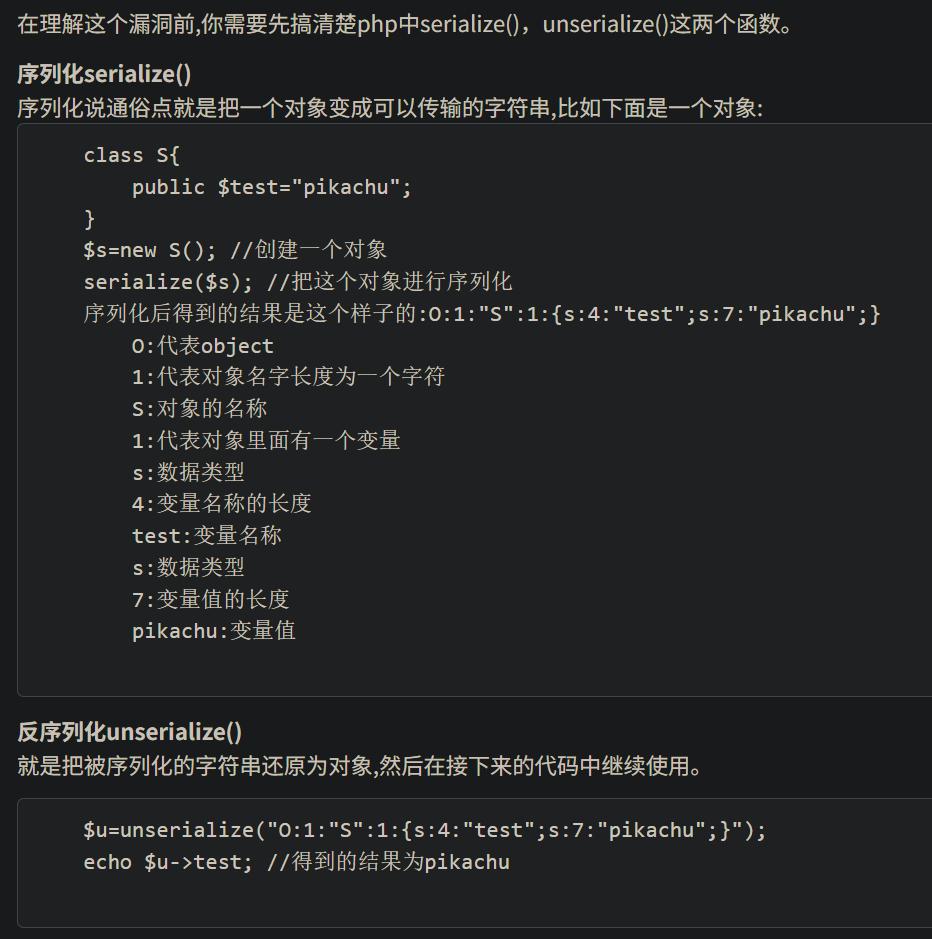 在理解这个漏洞前,你需要先搞清楚php中serialize()，unserialize()这两个函数。
序列化serialize()
序列化说通俗点就是把一个对象变成可以传输的字符串,比如下面是一个对象:
class S{
public $test="pikachu";
}
$s=new S(); //创建一个对象
serialize($s); //把这个对象进行序列化
序列化后得到的结果是这个样子的:O:1:"S":1:{s:4:"test";s:7:"pikachu";}
O:代表object
1:代表对象名字长度为一个字符
S:对象的名称
1:代表对象里面有一个变量
s:数据类型
4:变量名称的长度
test:变量名称
s:数据类型
7:变量值的长度
pikachu:变量值
反序列化unserialize()
就是把被序列化的字符串还原为对象,然后在接下来的代码中继续使用。
$u=unserialize("O:1:"S":1:{s:4:"test";s:7:"pikachu";}");
echo $u->test; //得到的结果为pikachu